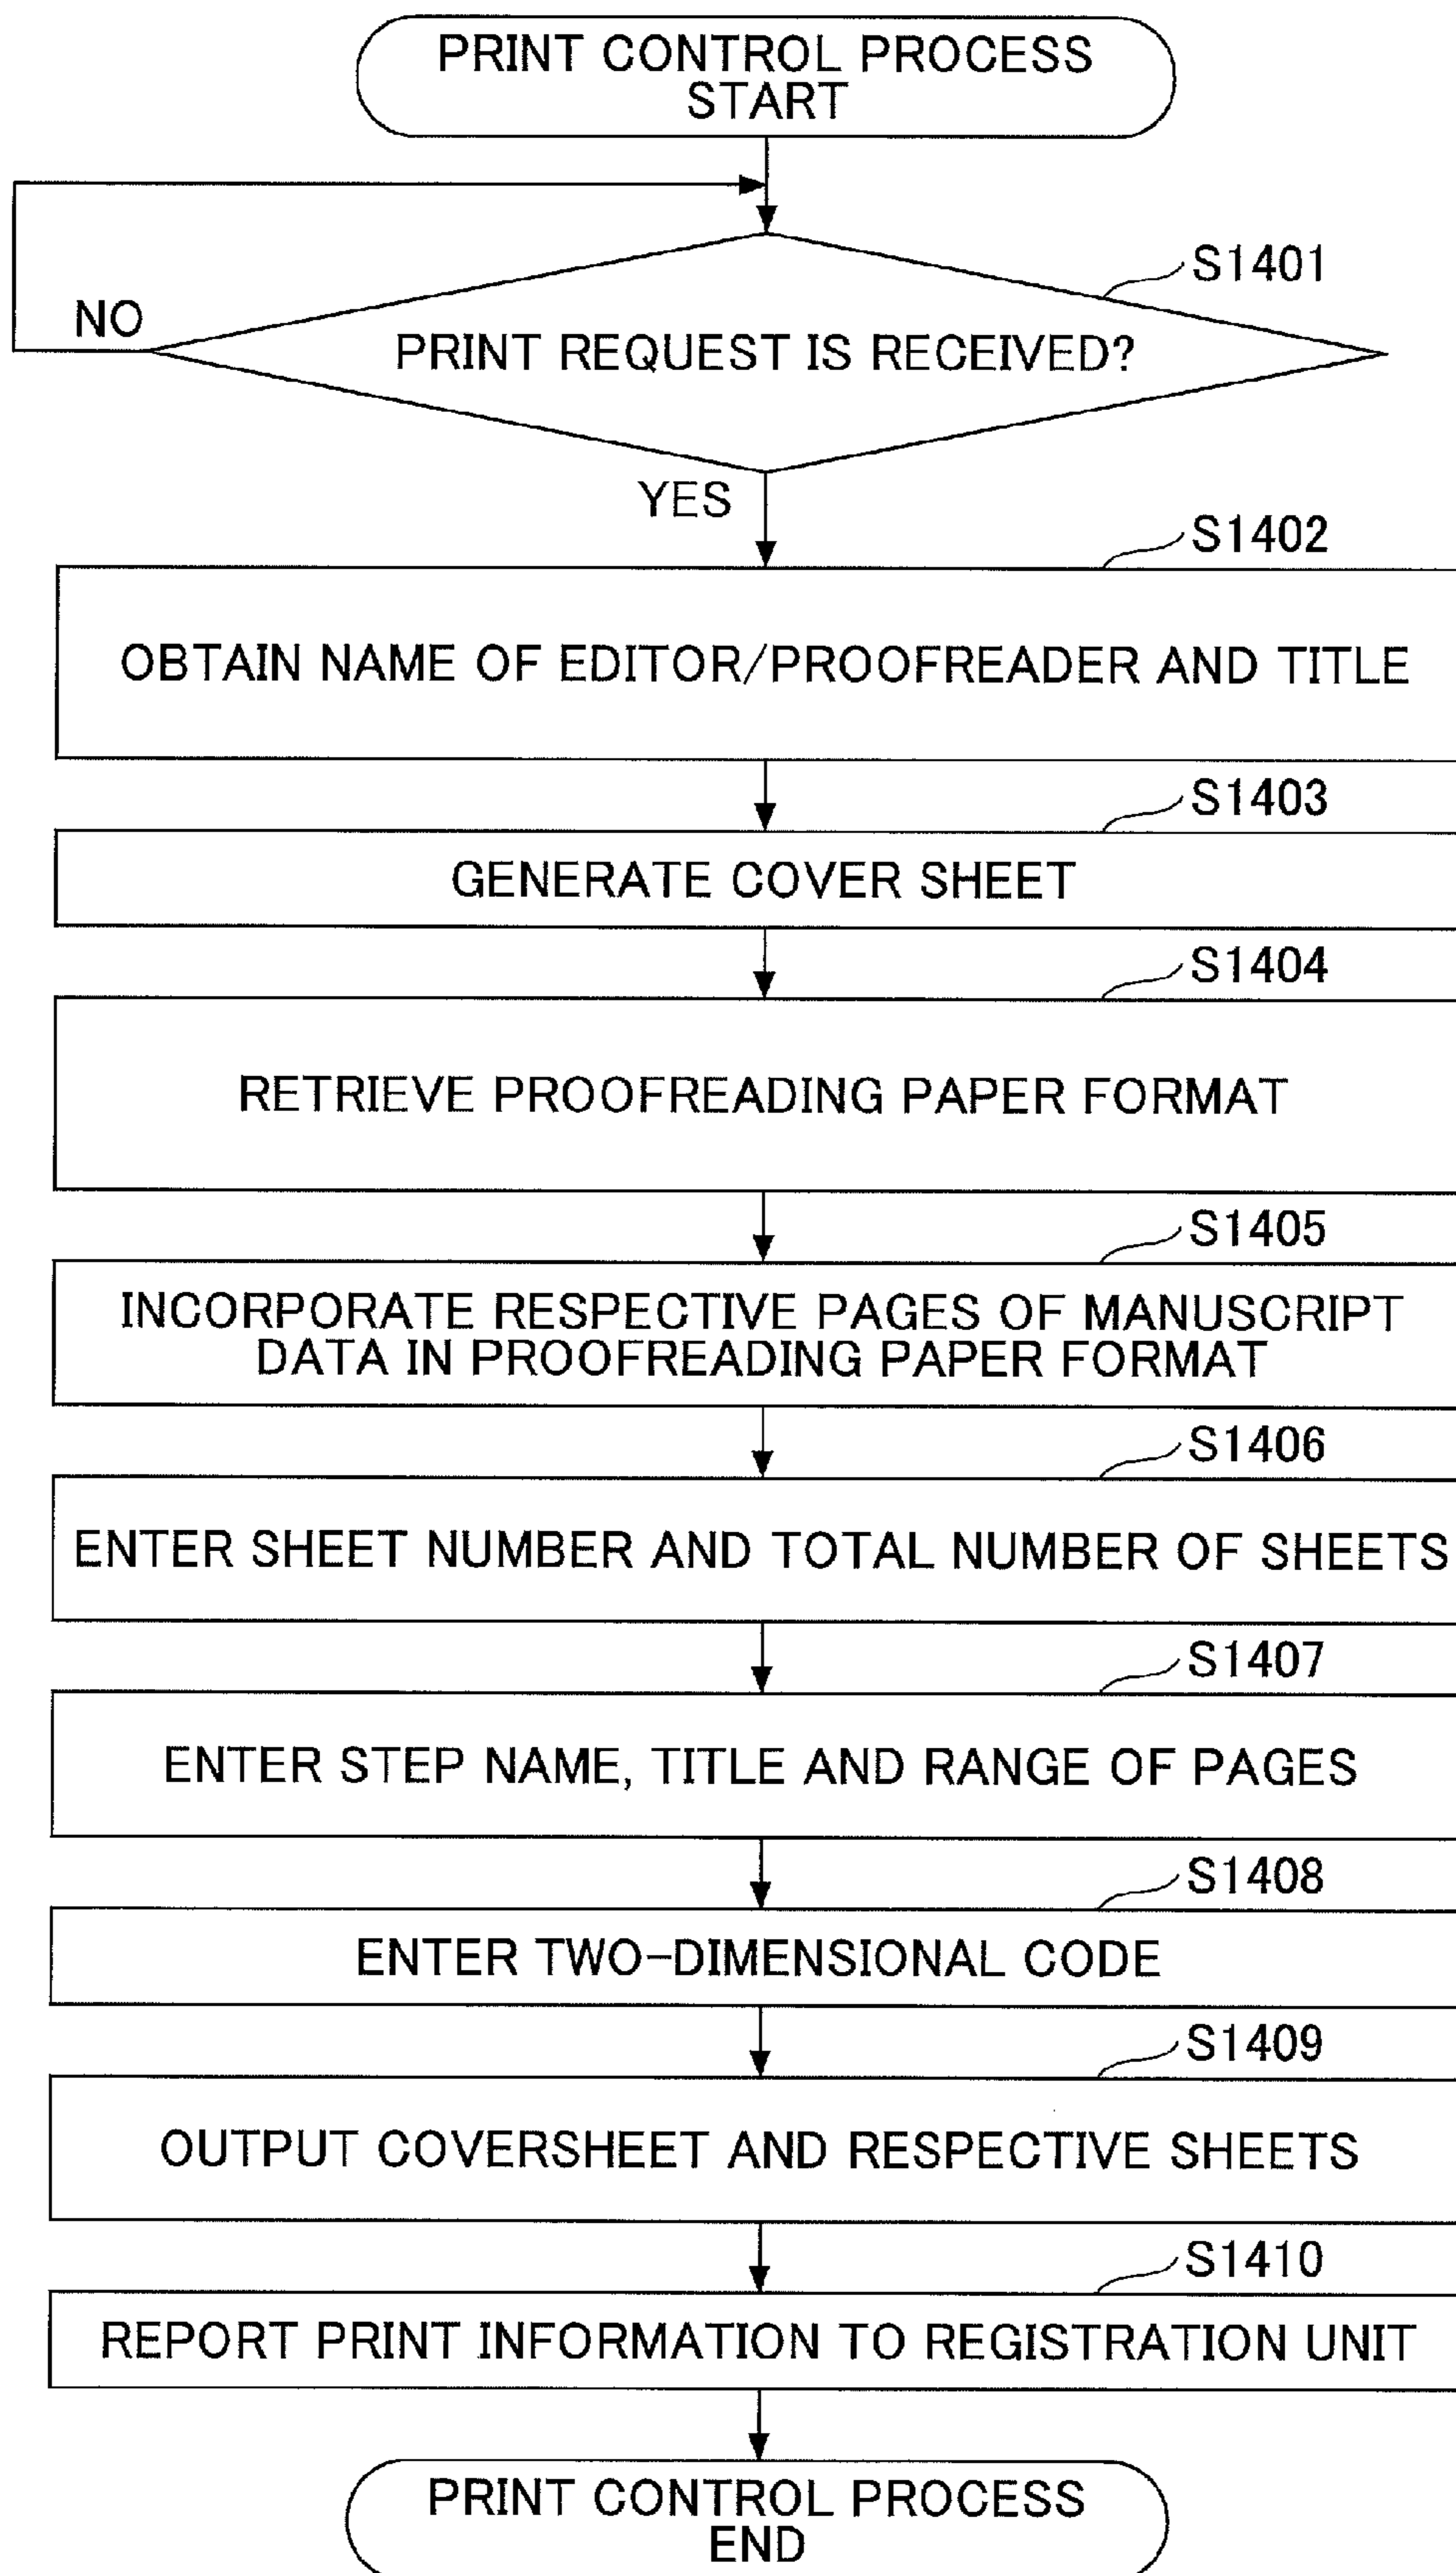 PRINT CONTROL PROCESS
START
S1401
NO
PRINT REQUEST IS RECEIVED?
YES
S1402
OBTAIN NAME OF EDITOR/PROOFREADER AND TITLE
S1403
GENERATE COVER SHEET
S1404
RETRIEVE PROOFREADING PAPER FORMAT
S1405
INCORPORATE RESPECTIVE PAGES OF MANUSCRIPT
DATA IN PROOFREADING PAPER FORMAT
S1406
ENTER SHEET NUMBER AND TOTAL NUMBER OF SHEETS
S1407
ENTER STEP NAME, TITLE AND RANGE OF PAGES
S1408
ENTER TWO-DIMENSIONAL CODE
S1409
OUTPUT COVERSHEET AND RESPECTIVE SHEETS
S1410
REPORT PRINT INFORMATION TO REGISTRATION UNIT
PRINT CONTROL PROCESS
END